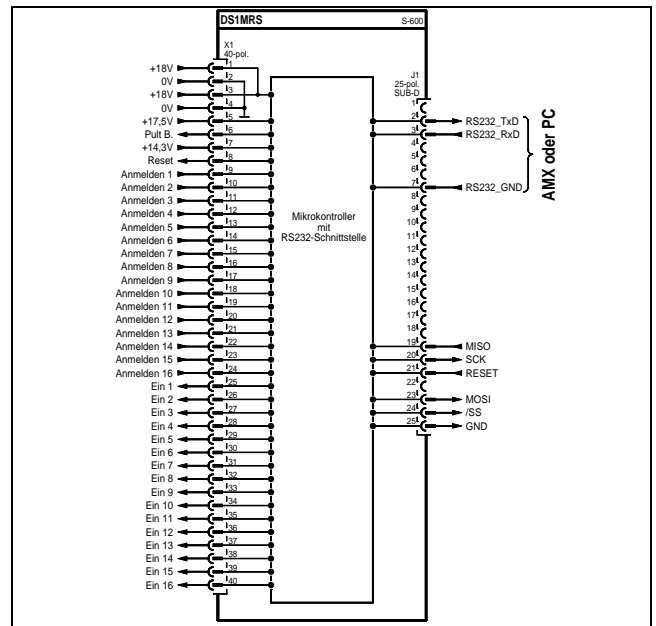 DS1MRS S-600
X1
40-pol.
J1
25-pol.
SUB-D
+18V 1
0V 2
+18V 3
0V 4
+17,5V 5
Pult B. 6
+14,3V 7
Reset 8
Anmelden 1 9
Anmelden 2 10
Anmelden 3 11
Anmelden 4 12
Anmelden 5 13
Anmelden 6 14
Anmelden 7 15
Anmelden 8 16
Anmelden 9 17
Anmelden 10 18
Anmelden 11 19
Anmelden 12 20
Anmelden 13 21
Anmelden 14 22
Anmelden 15 23
Anmelden 16 24
Ein 1 25
Ein 2 26
Ein 3 27
Ein 4 28
Ein 5 29
Ein 6 30
Ein 7 31
Ein 8 32
Ein 9 33
Ein 10 34
Ein 11 35
Ein 12 36
Ein 13 37
Ein 14 38
Ein 15 39
Ein 16 40
Mikrokontroller
mit
RS232-Schnittstelle
1
2 RS232_TxD
3 RS232_RxD
4
5
6
7 RS232_GND
8
9
10
11
12
13
14
15
16
17
18
19 MISO
20 SCK
21 RESET
22
23 MOSI
24 /SS
25 GND
AMX oder PC